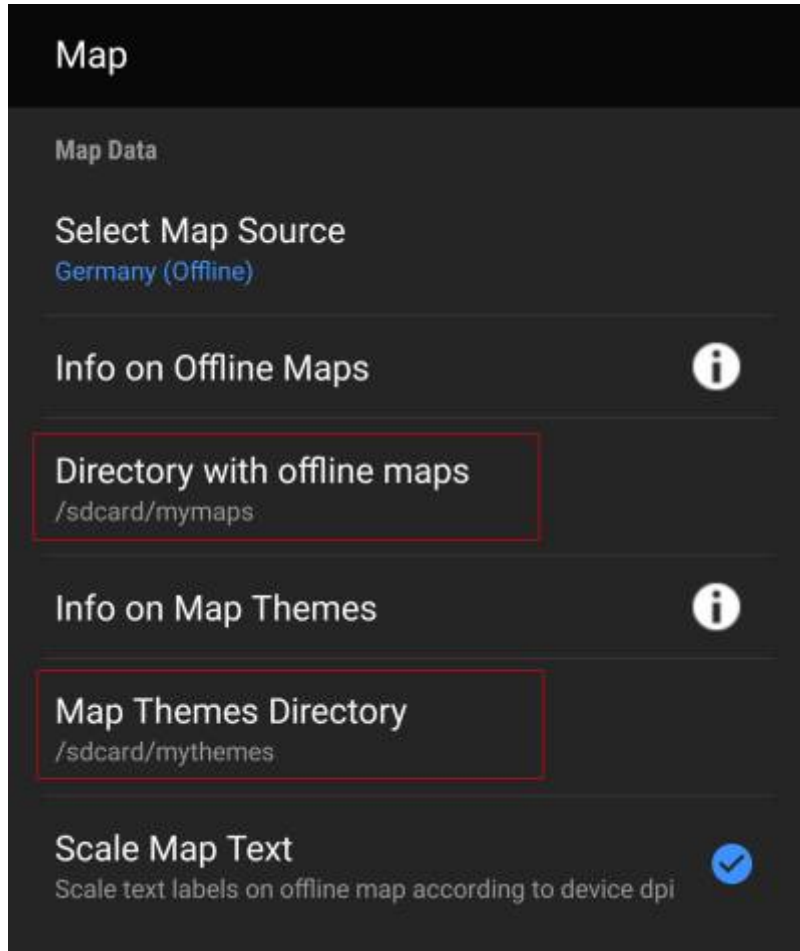 Map
Map Data
Select Map Source
Germany (Offline)
Info on Offline Maps
Directory with offline maps
/sdcard/mymaps
Info on Map Themes
Map Themes Directory
/sdcard/mythemes
Scale Map Text
Scale text labels on offline map according to device dpi